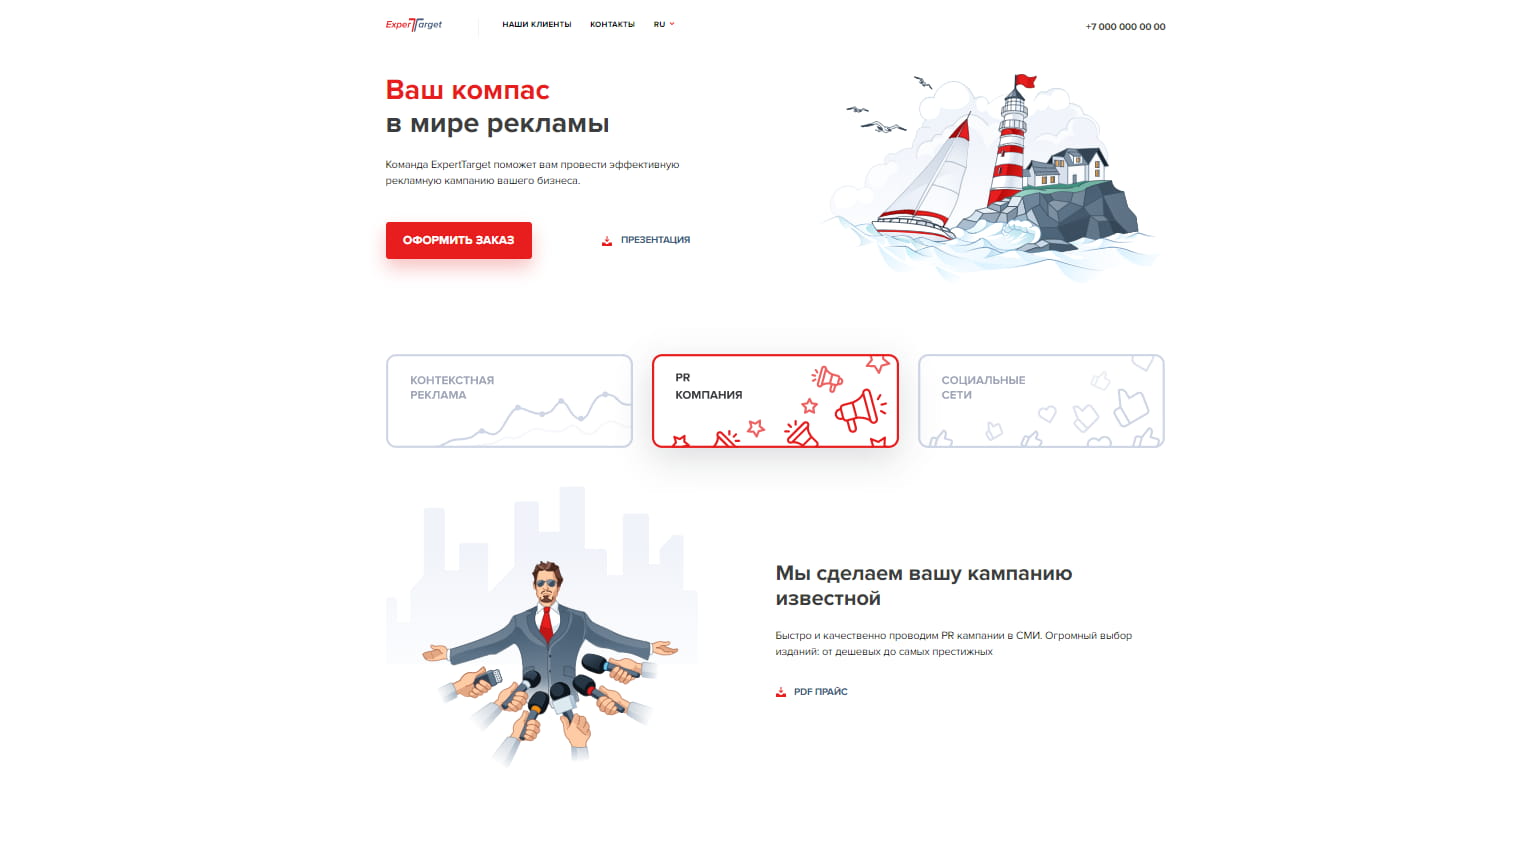 ExperTTarget
НАШИ КЛИЕНТЫ
КОНТАКТЫ
RU
+7 000 000 00 00
Ваш компас
в мире рекламы
Команда ExpertTarget поможет вам провести эффективную
рекламную кампанию вашего бизнеса.
ОФОРМИТЬ ЗАКАЗ
ПРЕЗЕНТАЦИЯ
КОНТЕКСТНАЯ
РЕКЛАМА
PR
КОМПАНИЯ
СОЦИАЛЬНЫЕ
СЕТИ
Мы сделаем вашу кампанию
известной
Быстро и качественно проводим PR кампании в СМИ. Огромный выбор
изданий: от дешевых до самых престижных
PDF ПРАЙС